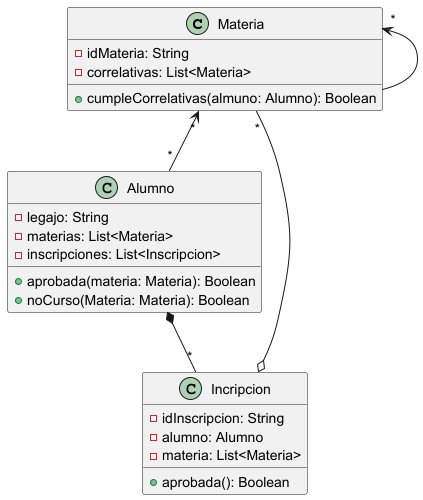 C Materia
idMateria: String
correlativas: List<Materia>
cumpleCorrelativas(almuno: Alumno): Boolean
*
*
*
*
C Alumno
legajo: String
materias: List<Materia>
inscripciones: List<Inscripcion>
aprobada(materia: Materia): Boolean
noCurso(Materia: Materia): Boolean
*
C Incripcion
idInscripcion: String
alumno: Alumno
materia: List<Materia>
aprobada(): Boolean